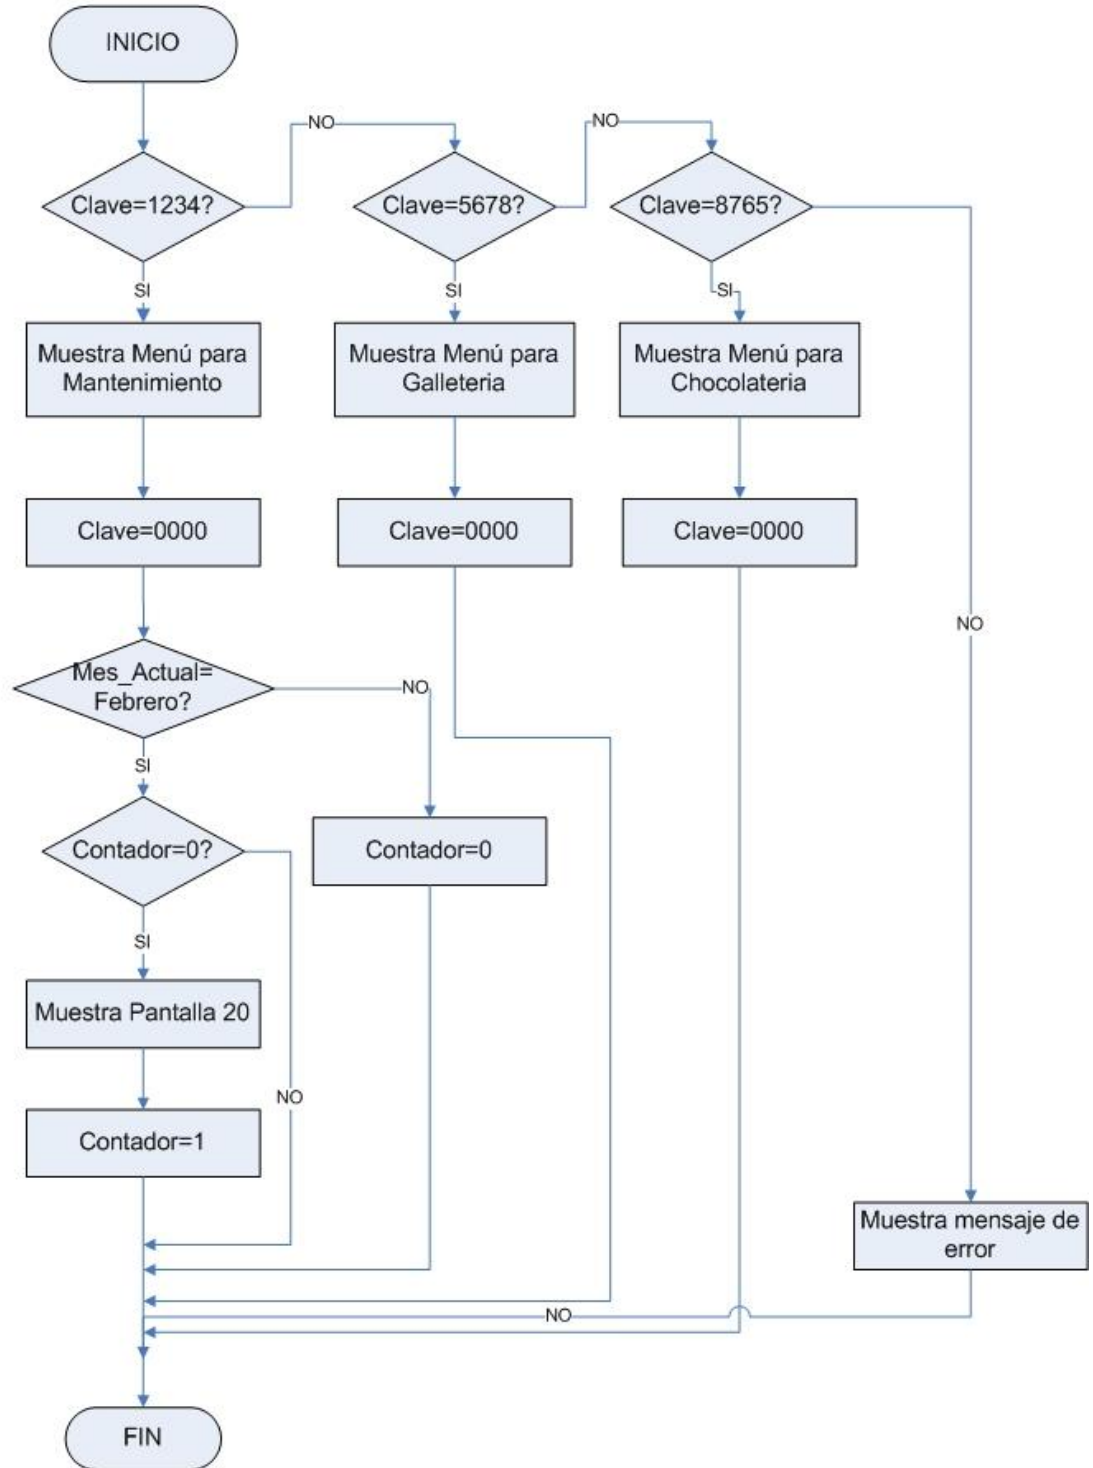 INICIO
NO
NO
Clave=1234?
Clave=5678?
Clave=8765?
SI
SI
SI
Muestra Menú para
Mantenimiento
Muestra Menú para
Galleteria
Muestra Menú para
Chocolateria
Clave=0000
Clave=0000
Clave=0000
NO
Mes_Actual=
Febrero?
NO
SI
Contador=0?
Contador=0
SI
Muestra Pantalla 20
NO
Contador=1
Muestra mensaje de
error
NO
FIN